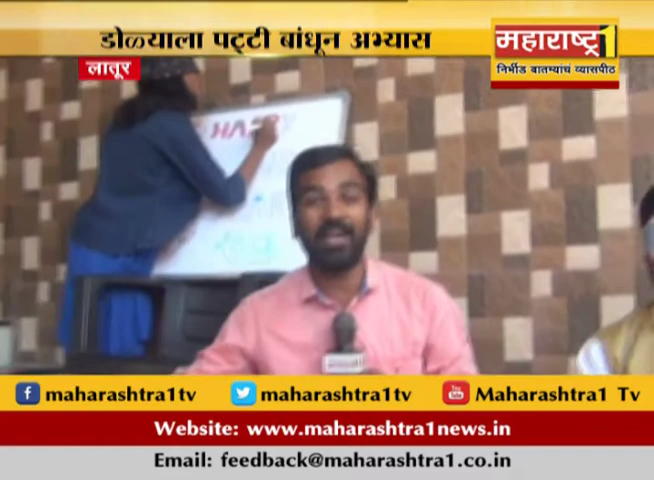 डोळ्याला पट्टी बांधून अभ्यास
महाराष्ट्र1
निर्भीड बातम्यांचं व्यासपीठ
लातूर
maharashtra1tv
maharashtra1tv
Maharashtra1 Tv
Website: www.maharashtra1news.in
Email: feedback@maharashtra1.co.in